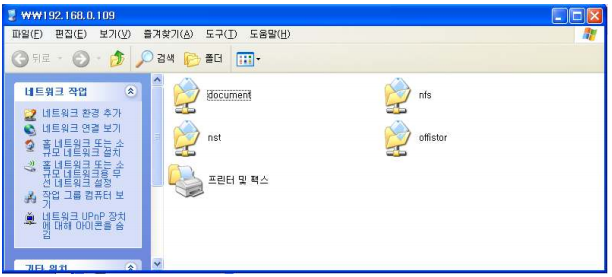 ₩₩192.168.0.109
파일(F) 편집(E) 보기(V) 즐겨찾기(A) 도구(T) 도움말(H)
뒤로 검색 폴더
네트워크 작업
네트워크 환경 추가
네트워크 연결 보기
홈 네트워크 또는 소
규모 네트워크 설치
홈 네트워크 또는 소
규모 네트워크용 무
선 네트워크 설정
작업 그룹 컴퓨터 보
기
네트워크 UPnP 장치
에 대해 아이콘을 숨
김
기타 위치
document
nfs
nst
offistor
프린터 및 팩스